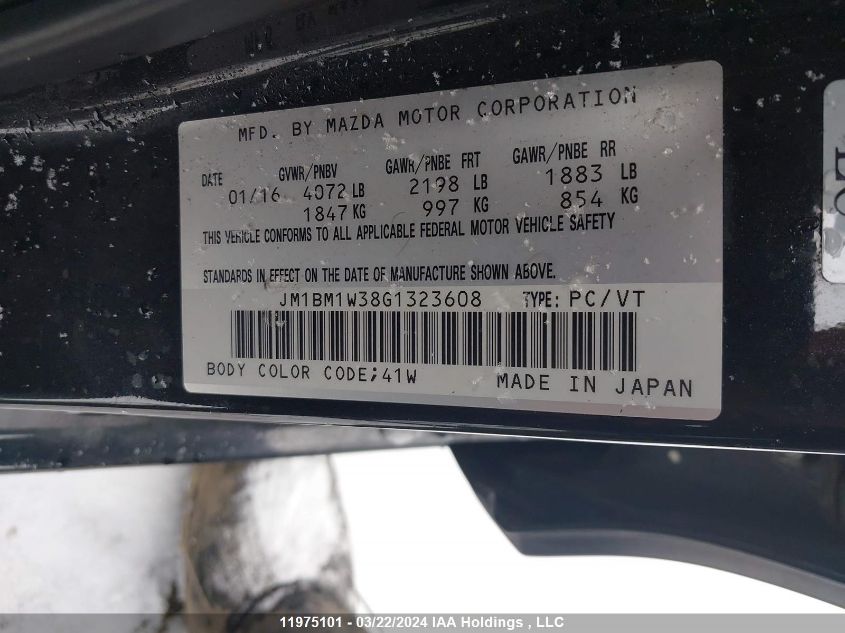 MFD. BY MAZDA MOTOR CORPORATION
DATE GVWR/PNBV GAWR/PNBE FRT GAWR/PNBE RR
01/16 4072 LB 2198 LB 1883 LB
1847 KG 997 KG 854 KG
THIS VEHICLE CONFORMS TO ALL APPLICABLE FEDERAL MOTOR VEHICLE SAFETY
STANDARDS IN EFFECT ON THE DATE OF MANUFACTURE SHOWN ABOVE.
JM1BM1W38G1323608 TYPE: PC/VT
BODY COLOR CODE;41W MADE IN JAPAN
11975101 - 03/22/2024 IAA Holdings , LLC